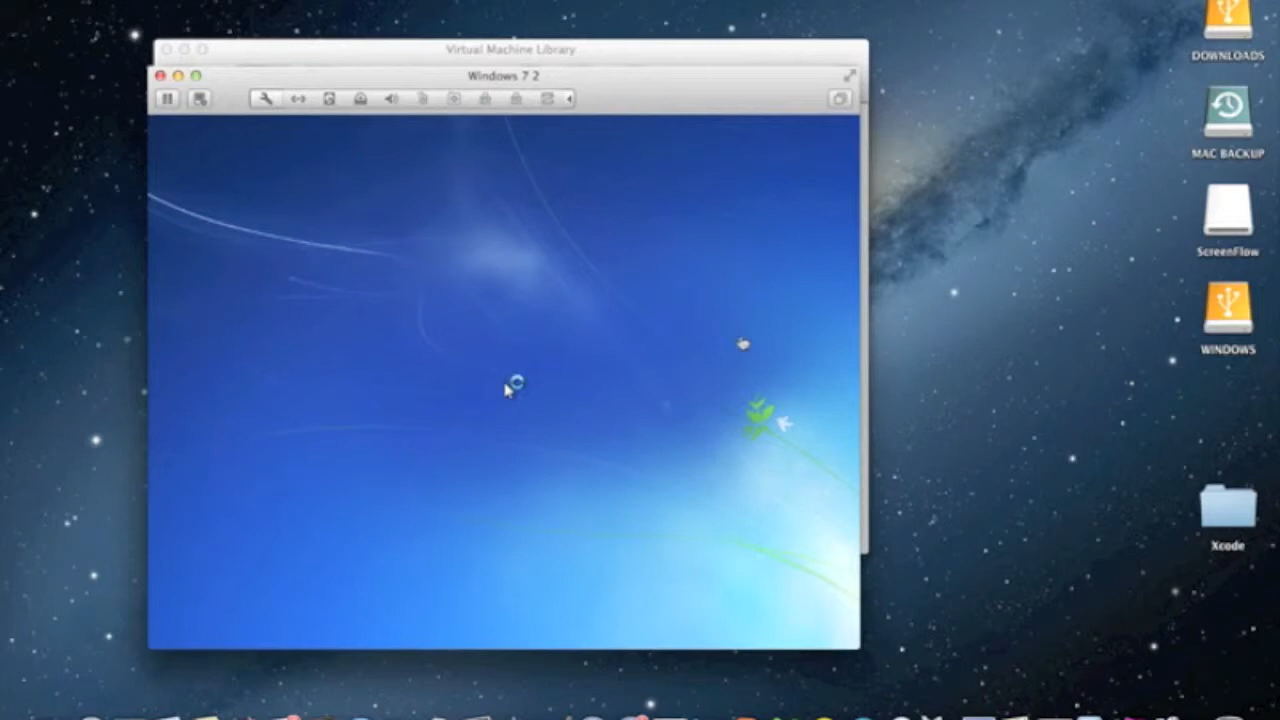 Virtual Machine Library
Windows 7 2
DOWNLOADS
MAC BACKUP
ScreenFlow
WINDOWS
Xcode